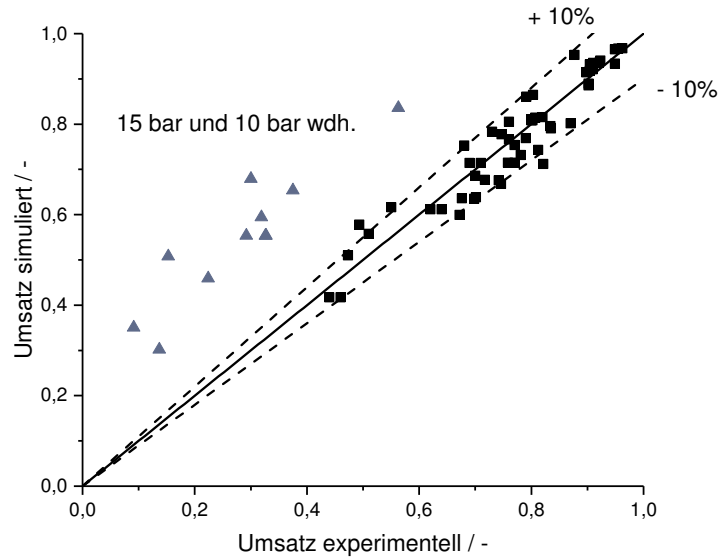 + 10%
1,0
- 10%
0,8
15 bar und 10 bar wdh.
0,6
0,4
0,2
0,0
Umsatz simuliert / -
0,0 0,2 0,4 0,6 0,8 1,0
Umsatz experimentell / -